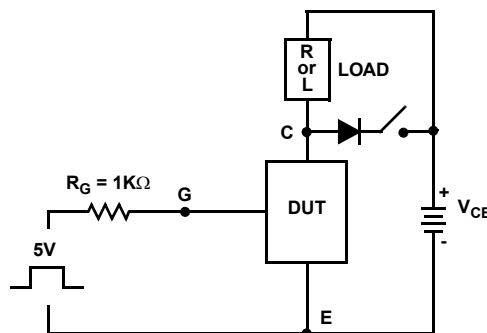 R
or
L
LOAD
C
R_G = 1KΩ
G
DUT
5V
+
-
V_CE
E